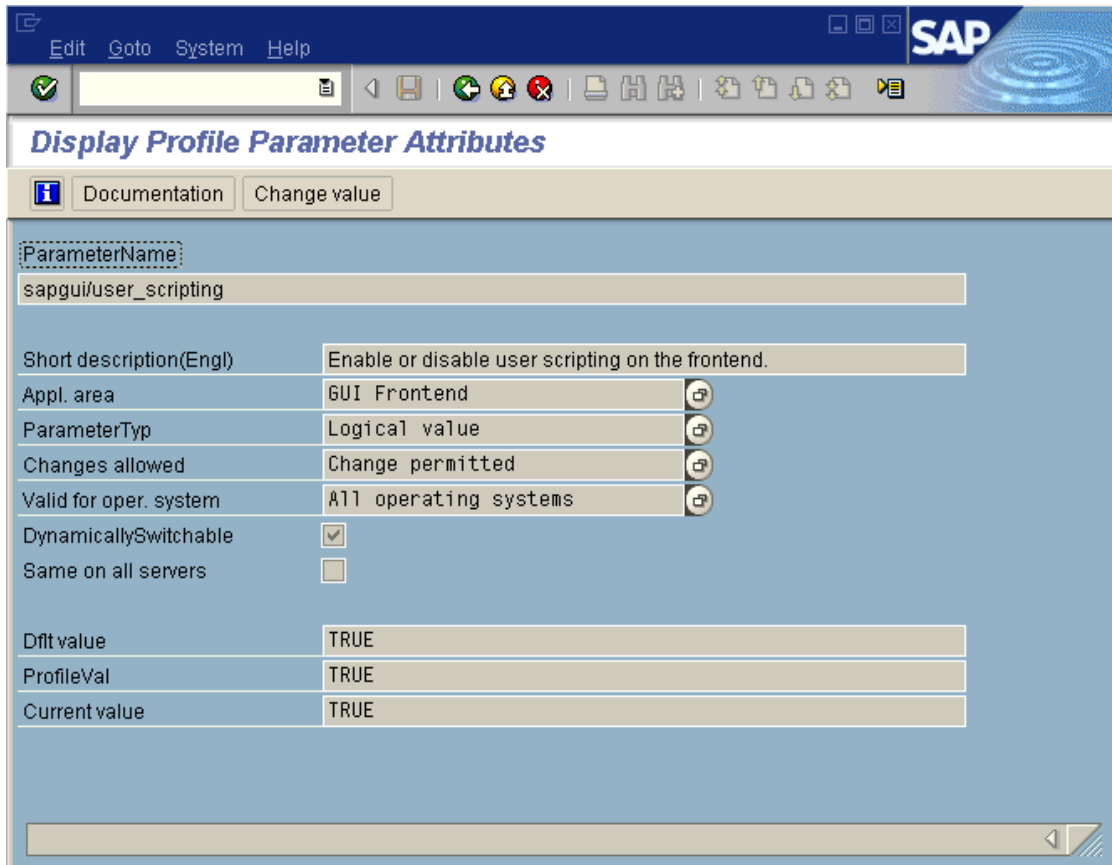 Edit Goto System Help
SAP
Display Profile Parameter Attributes
Documentation Change value
ParameterName
sapgui/user_scripting
Short description(Engl) Enable or disable user scripting on the frontend.
Appl. area GUI Frontend
ParameterTyp Logical value
Changes allowed Change permitted
Valid for oper. system All operating systems
DynamicallySwitchable
Same on all servers
Dflt value TRUE
ProfileVal TRUE
Current value TRUE